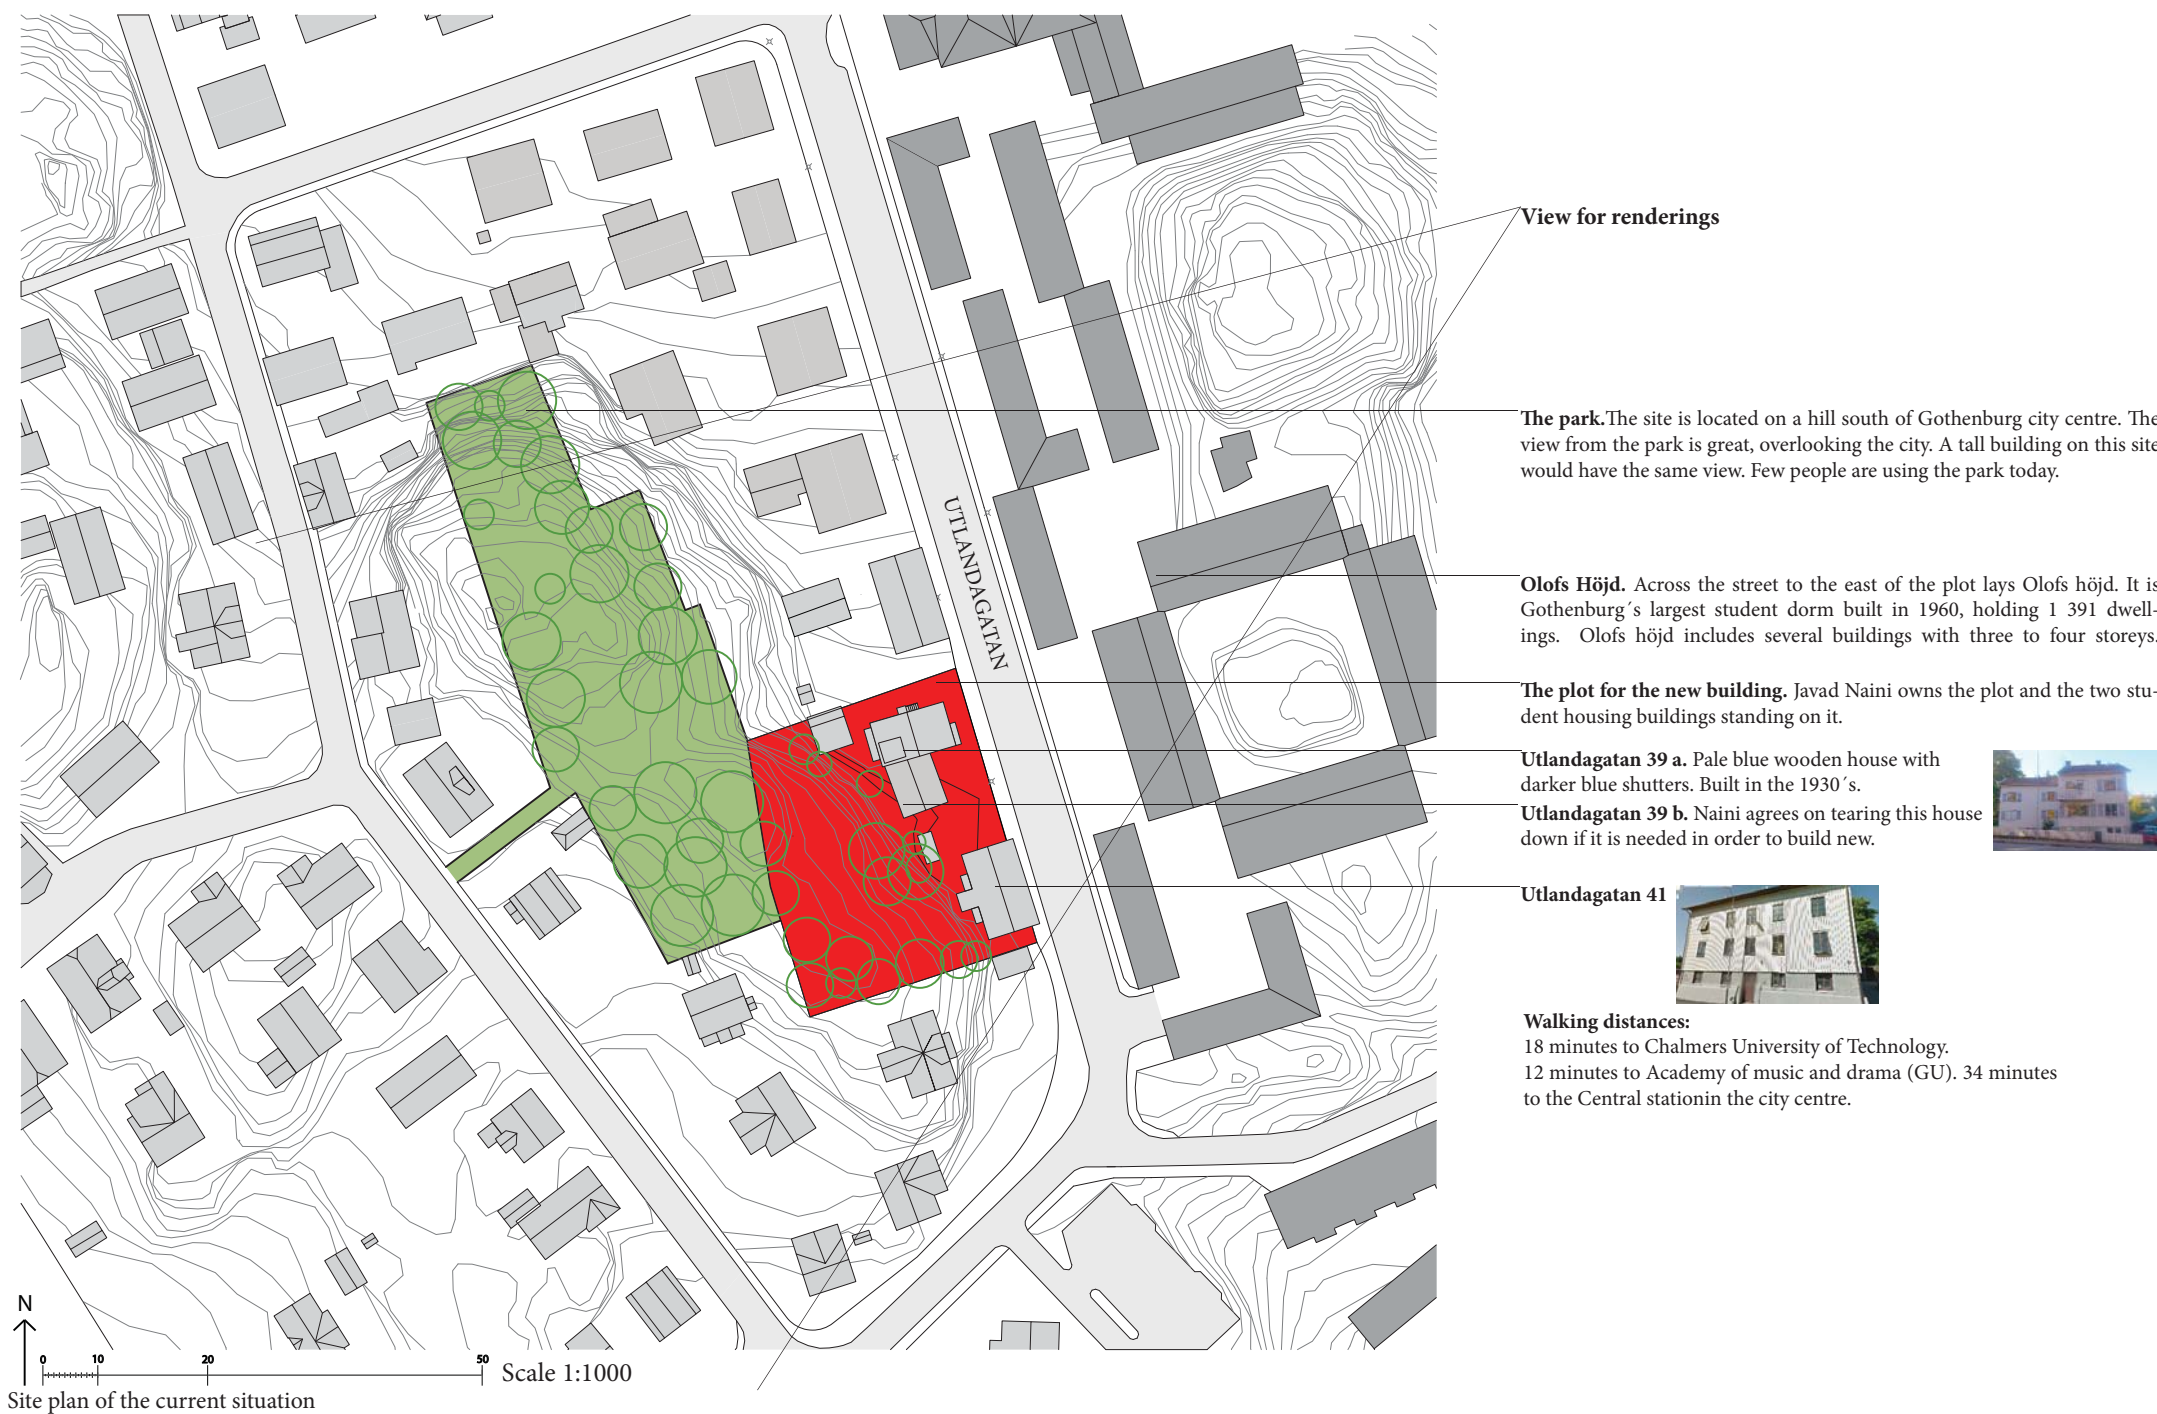 View for renderings
The park.The site is located on a hill south of Gothenburg city centre. The
view from the park is great, overlooking the city. A tall building on this site
would have the same view. Few people are using the park today.
UTLANDAGATAN
Olofs Höjd. Across the street to the east of the plot lays Olofs höjd. It is
Gothenburg´s largest student dorm built in 1960, holding 1 391 dwell-
ings. Olofs höjd includes several buildings with three to four storeys.
The plot for the new building. Javad Naini owns the plot and the two stu-
dent housing buildings standing on it.
Utlandagatan 39 a. Pale blue wooden house with
darker blue shutters. Built in the 1930´s.
Utlandagatan 39 b. Naini agrees on tearing this house
down if it is needed in order to build new.
Utlandagatan 41
Walking distances:
18 minutes to Chalmers University of Technology.
12 minutes to Academy of music and drama (GU). 34 minutes
to the Central stationin the city centre.
N
0 10 20 50
Scale 1:1000
Site plan of the current situation